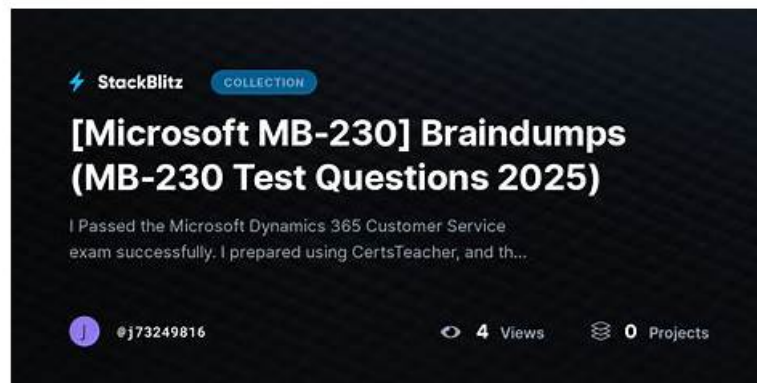 StackBlitz COLLECTION
[Microsoft MB-230] Braindumps
(MB-230 Test Questions 2025)
I Passed the Microsoft Dynamics 365 Customer Service
exam successfully. I prepared using CertsTeacher, and th...
J @j73249816 4 Views 0 Projects